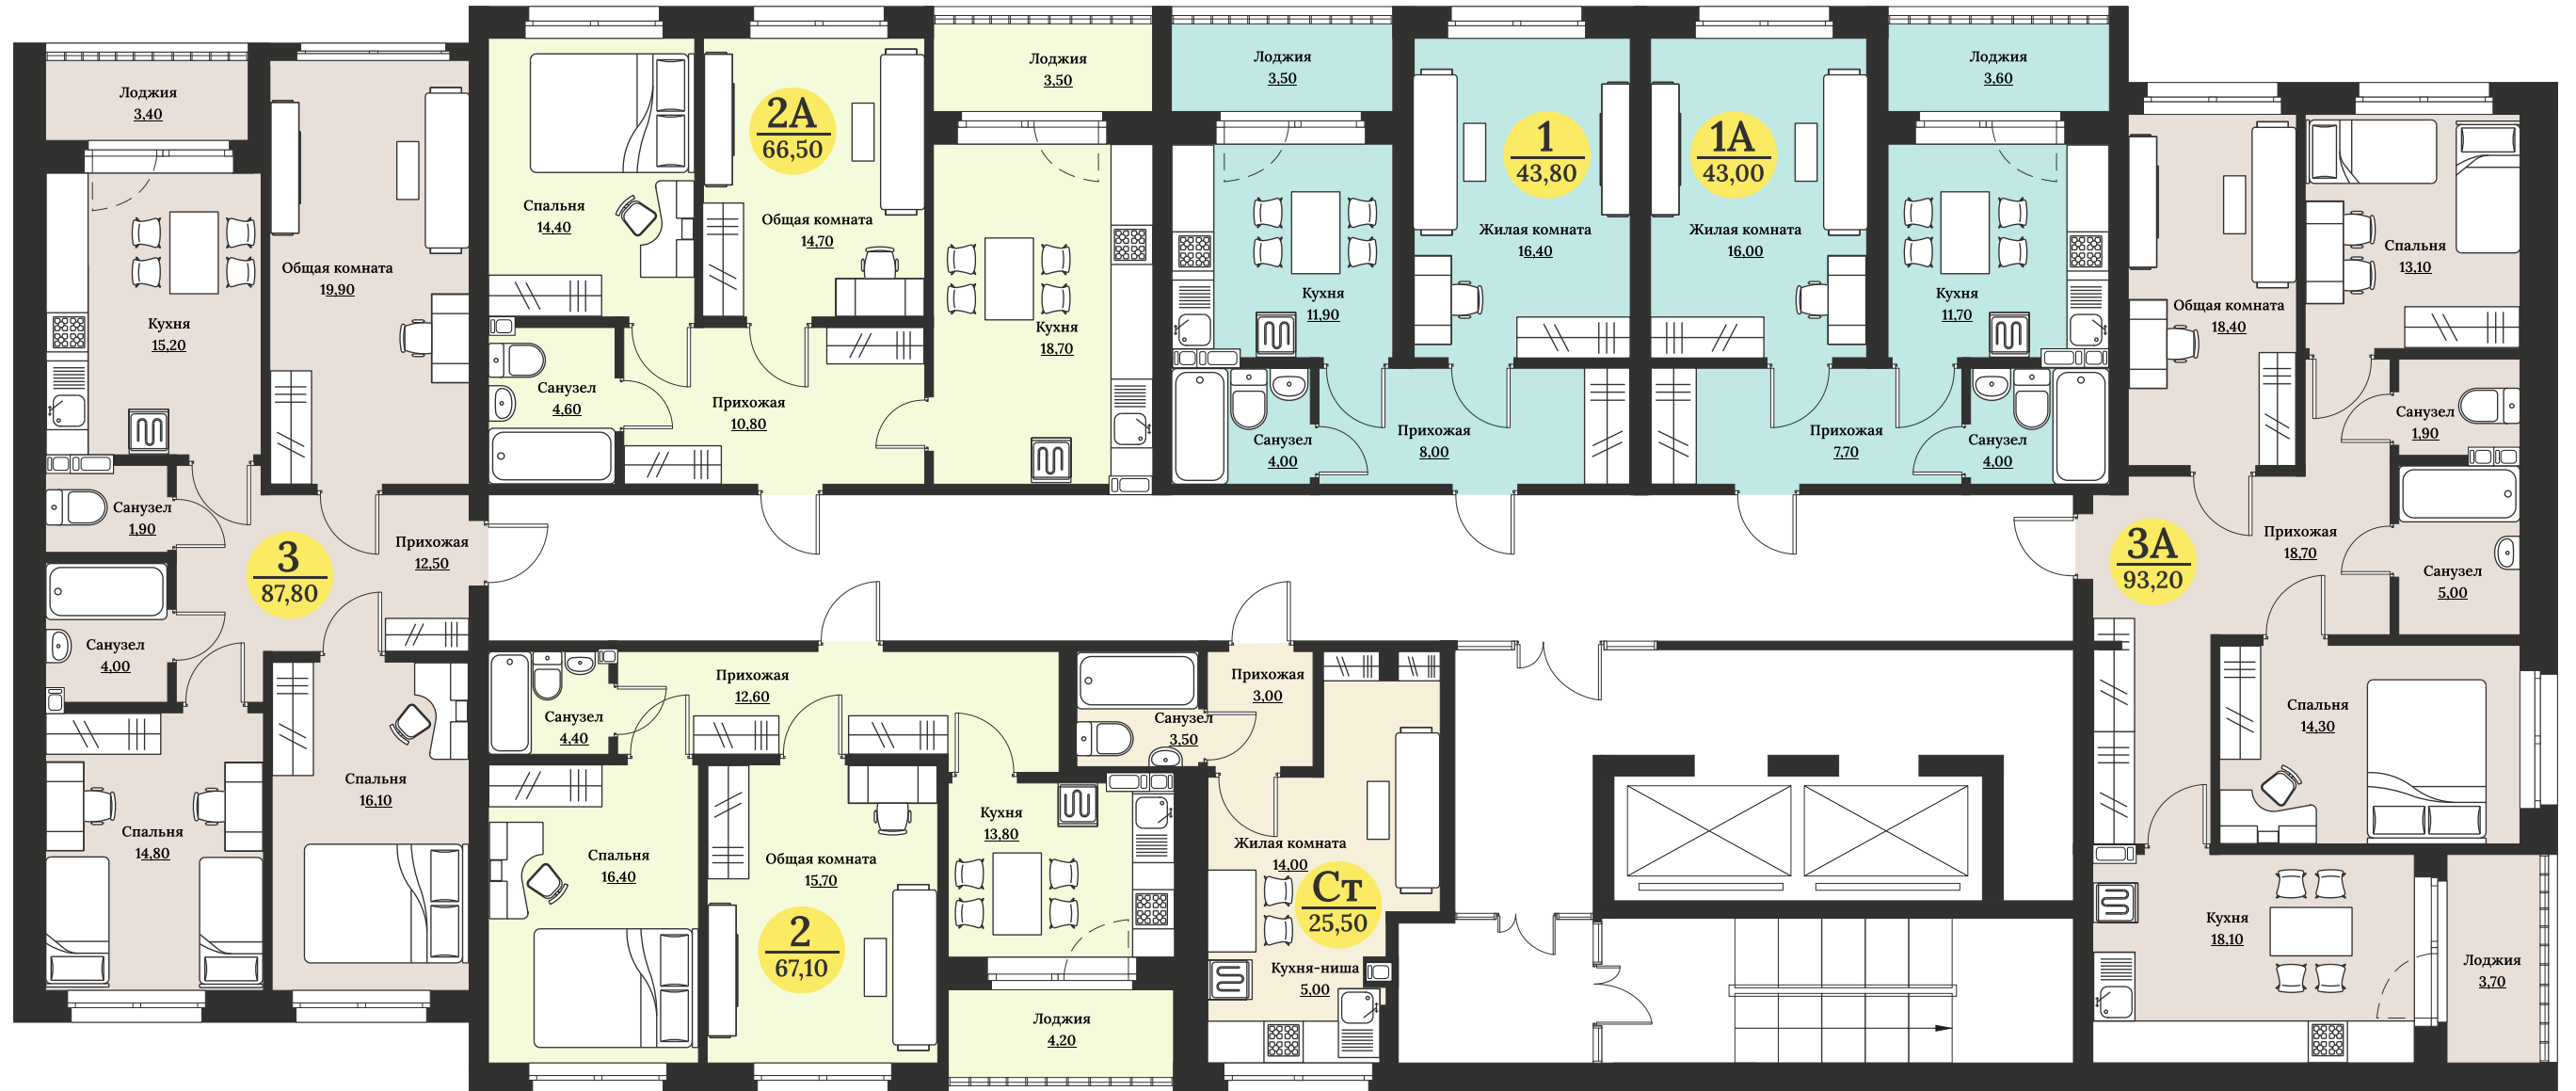 Лоджия
3,40
Кухня
15,20
Общая комната
19,90
Санузел
1,90
Прихожая
12,50
3
87,80
Санузел
4,00
Спальня
14,80
Спальня
16,10
Спальня
14,40
2А
66,50
Общая комната
14,70
Лоджия
3,50
Кухня
18,70
Санузел
4,60
Прихожая
10,80
Лоджия
3,50
Кухня
11,90
1
43,80
Жилая комната
16,40
Санузел
4,00
Прихожая
8,00
1А
43,00
Жилая комната
16,00
Лоджия
3,60
Кухня
11,70
Прихожая
7,70
Санузел
4,00
Общая комната
18,40
Спальня
13,10
Санузел
1,90
Прихожая
18,70
3А
93,20
Санузел
5,00
Спальня
14,30
Кухня
18,10
Лоджия
3,70
Санузел
4,40
Прихожая
12,60
Спальня
16,40
Общая комната
15,70
2
67,10
Кухня
13,80
Лоджия
4,20
Прихожая
3,00
Санузел
3,50
Жилая комната
14,00
Ст
25,50
Кухня-ниша
5,00